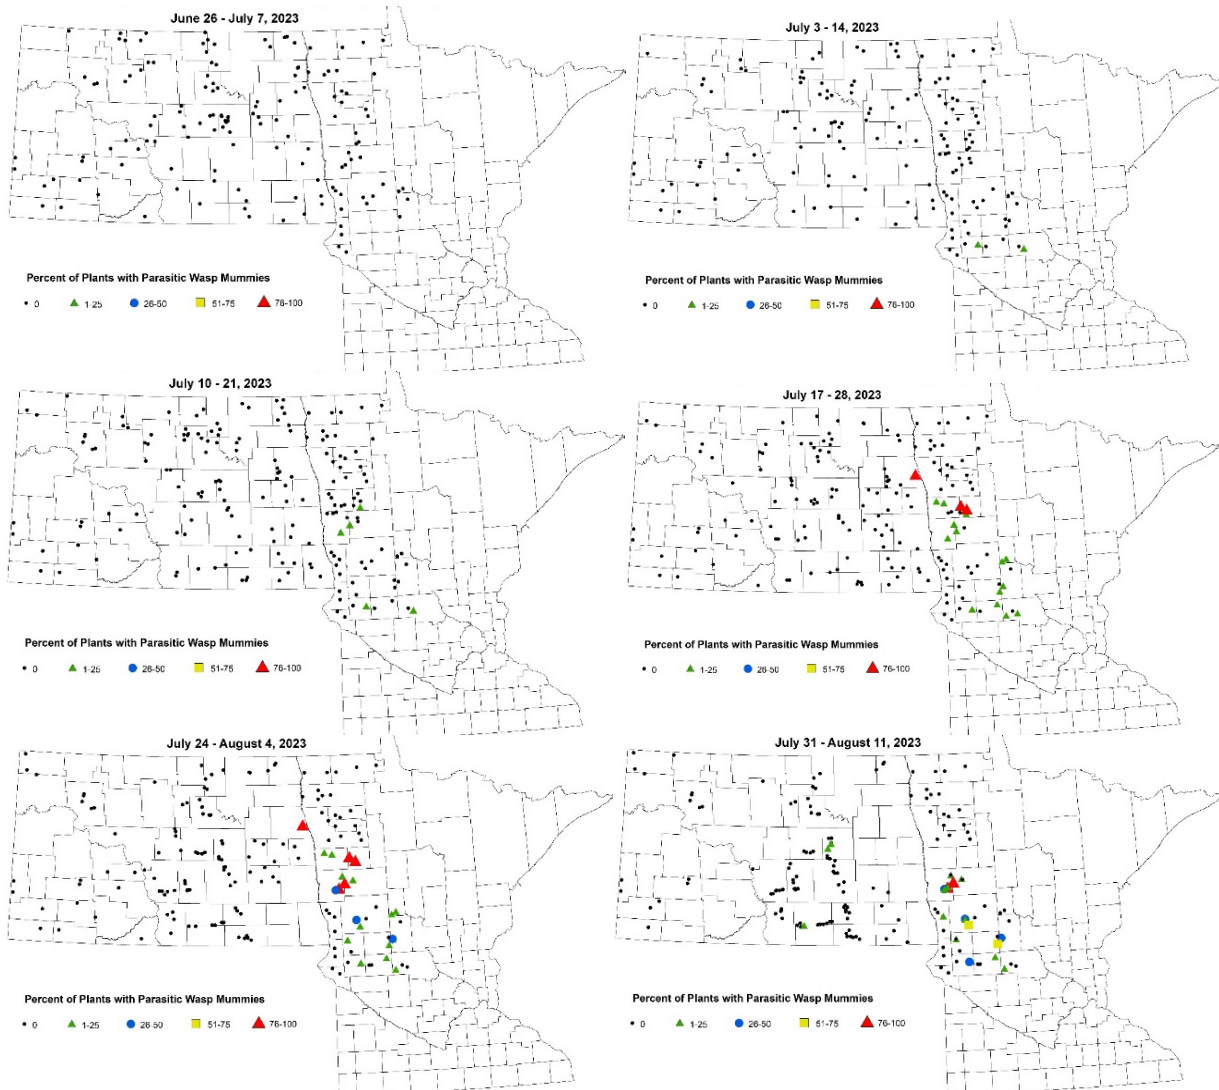 June 26 - July 7, 2023
Percent of Plants with Parasitic Wasp Mummies
0 1-25 26-50 51-75 76-100
July 3 - 14, 2023
Percent of Plants with Parasitic Wasp Mummies
0 1-25 26-50 51-75 76-100
July 10 - 21, 2023
Percent of Plants with Parasitic Wasp Mummies
0 1-25 26-50 51-75 76-100
July 17 - 28, 2023
Percent of Plants with Parasitic Wasp Mummies
0 1-25 26-50 51-75 76-100
July 24 - August 4, 2023
Percent of Plants with Parasitic Wasp Mummies
0 1-25 26-50 51-75 76-100
July 31 - August 11, 2023
Percent of Plants with Parasitic Wasp Mummies
0 1-25 26-50 51-75 76-100